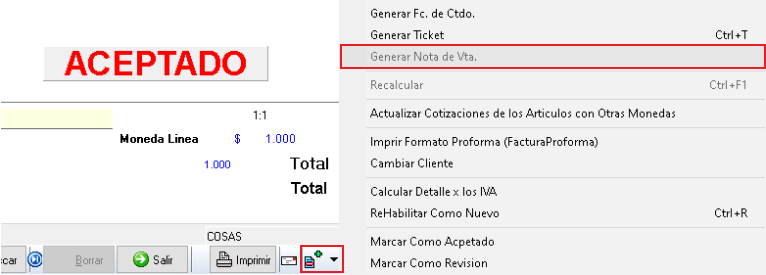 ACEPTADO
1:1
Moneda Linea $ 1.000
1.000 Total
Total
COSAS
car Borrar Salir Imprimir
Generar Fc. de Ctdo.
Generar Ticket Ctrl+T
Generar Nota de Vta.
Recalcular Ctrl+F1
Actualizar Cotizaciones de los Articulos con Otras Monedas
Imprir Formato Proforma (FacturaProforma)
Cambiar Cliente
Calcular Detalle x los IVA
ReHabilitar Como Nuevo Ctrl+R
Marcar Como Acpetado
Marcar Como Revision